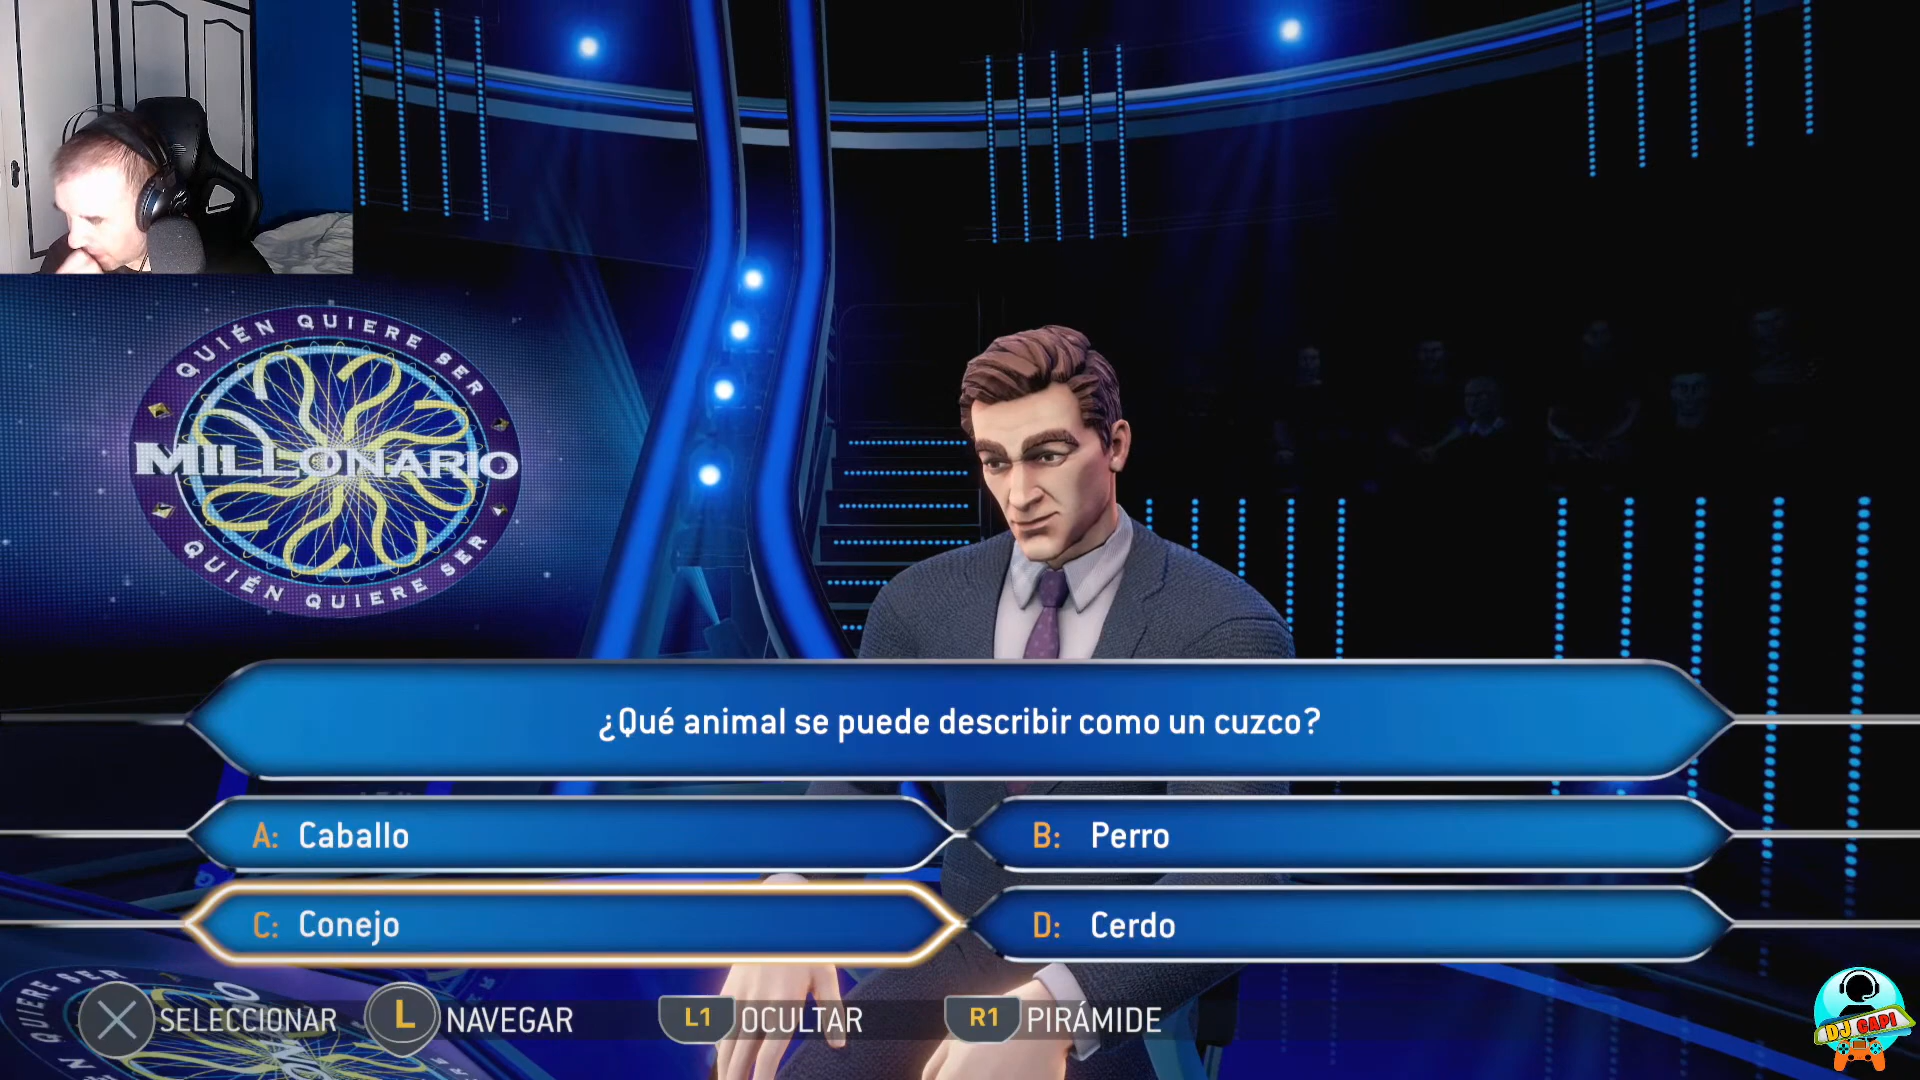 QUIÉN QUIERE SER
MILLONARIO
QUIÉN QUIERE SER
¿Qué animal se puede describir como un cuzco?
A: Caballo
B: Perro
C: Conejo
D: Cerdo
SELECCIONAR
L NAVEGAR
L1 OCULTAR
R1 PIRÁMIDE
DJ CAPI